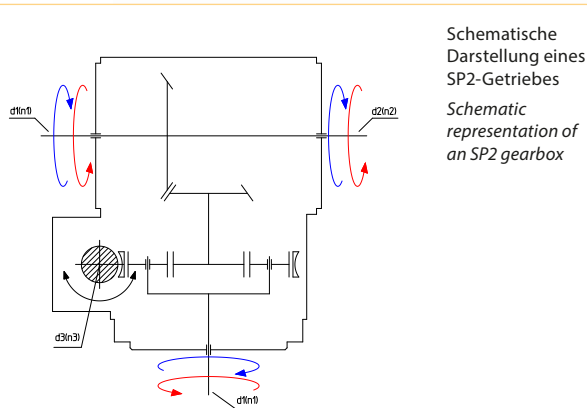 Schematische
Darstellung eines
SP2-Getriebes
Schematic
representation of
an SP2 gearbox
d1(n1)
d2(n2)
d3(n3)
d1(n1)